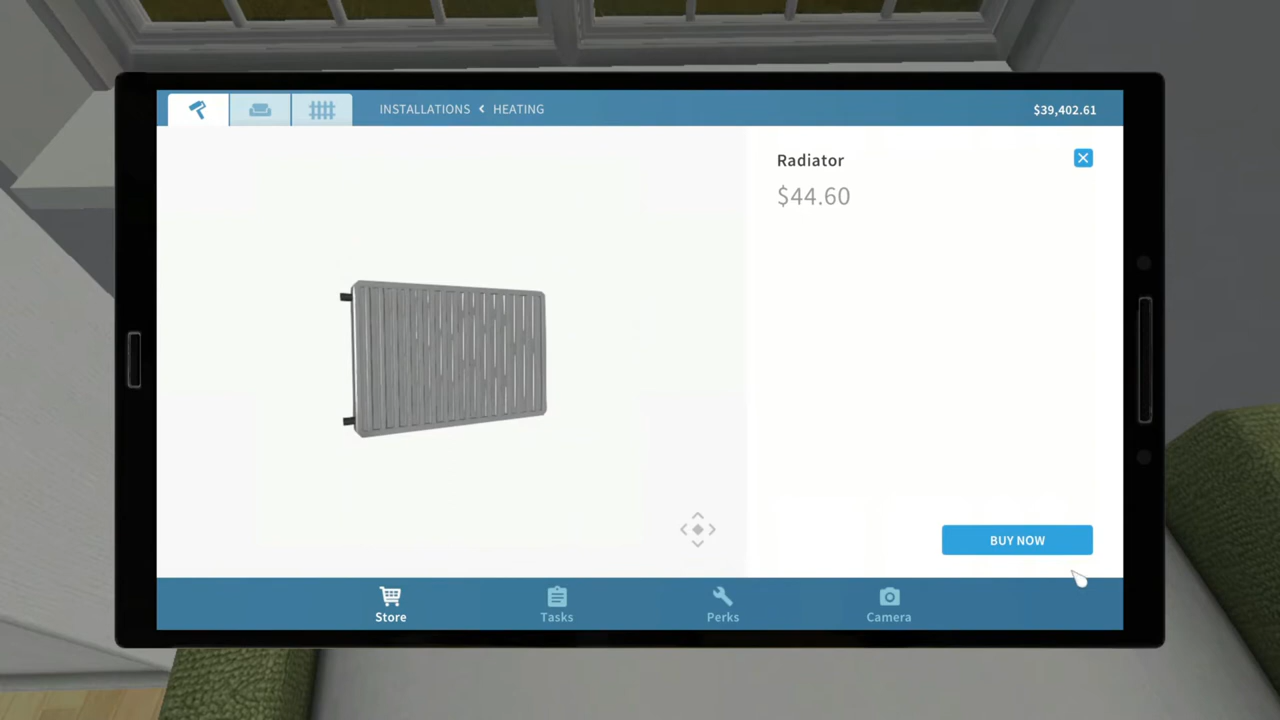 INSTALLATIONS < HEATING
$39,402.61
Radiator
$44.60
BUY NOW
Store
Tasks
Perks
Camera